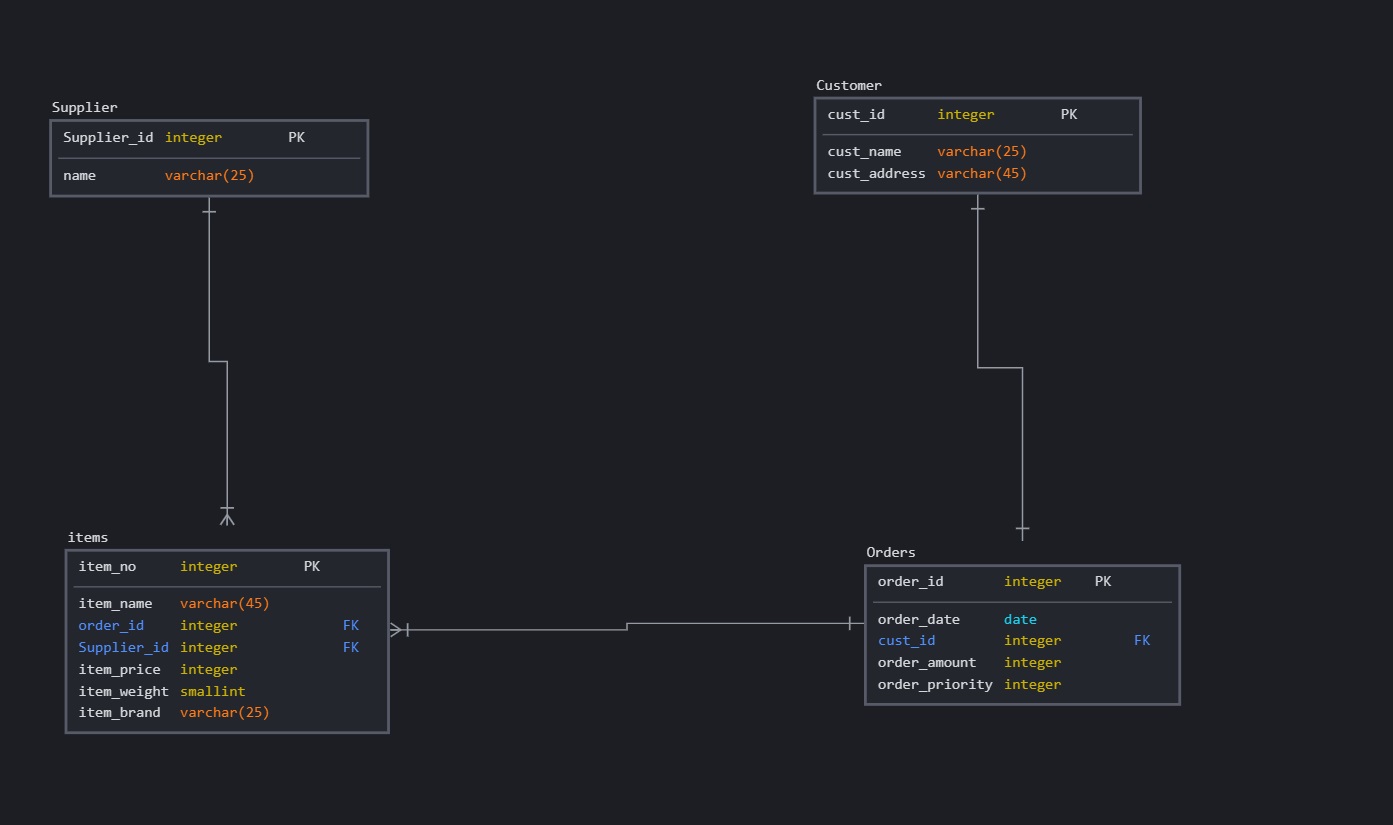 Supplier
Supplier_id integer PK
name varchar(25)
Customer
cust_id integer PK
cust_name varchar(25)
cust_address varchar(45)
items
item_no integer PK
item_name varchar(45)
order_id integer FK
Supplier_id integer FK
item_price integer
item_weight smallint
item_brand varchar(25)
Orders
order_id integer PK
order_date date
cust_id integer FK
order_amount integer
order_priority integer